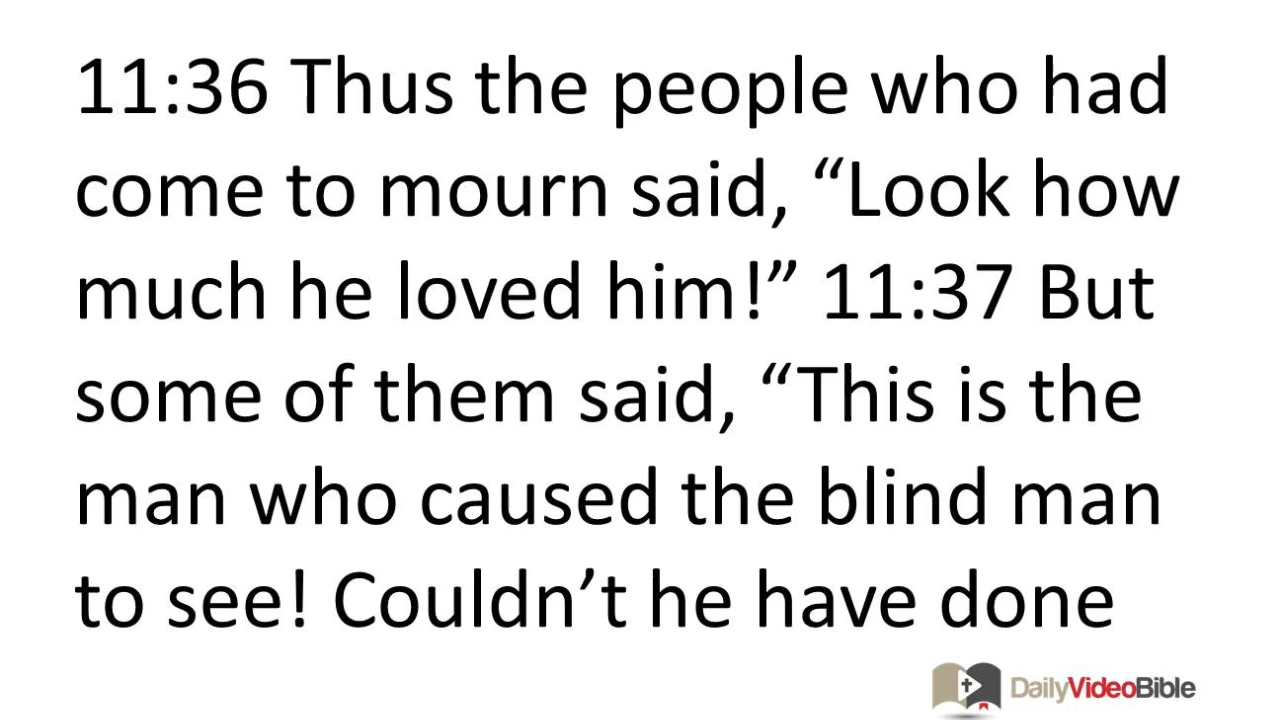 11:36 Thus the people who had
come to mourn said, “Look how
much he loved him!” 11:37 But
some of them said, “This is the
man who caused the blind man
to see! Couldn’t he have done
DailyVideoBible